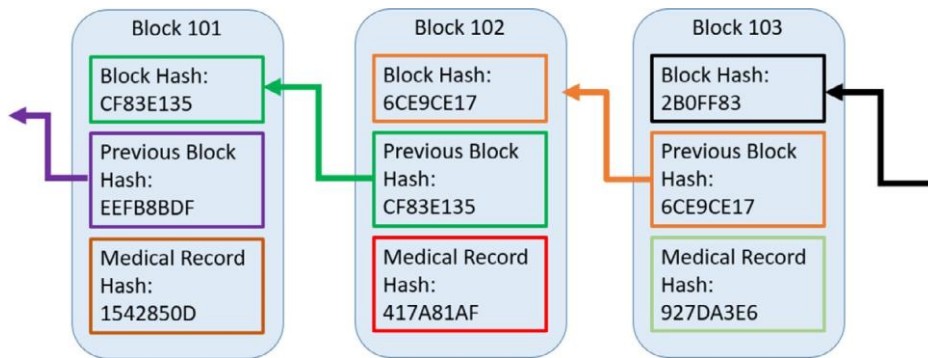 Block 101
Block Hash:
CF83E135
Previous Block
Hash:
EEFB8BDF
Medical Record
Hash:
1542850D
Block 102
Block Hash:
6CE9CE17
Previous Block
Hash:
CF83E135
Medical Record
Hash:
417A81AF
Block 103
Block Hash:
2B0FF83
Previous Block
Hash:
6CE9CE17
Medical Record
Hash:
927DA3E6